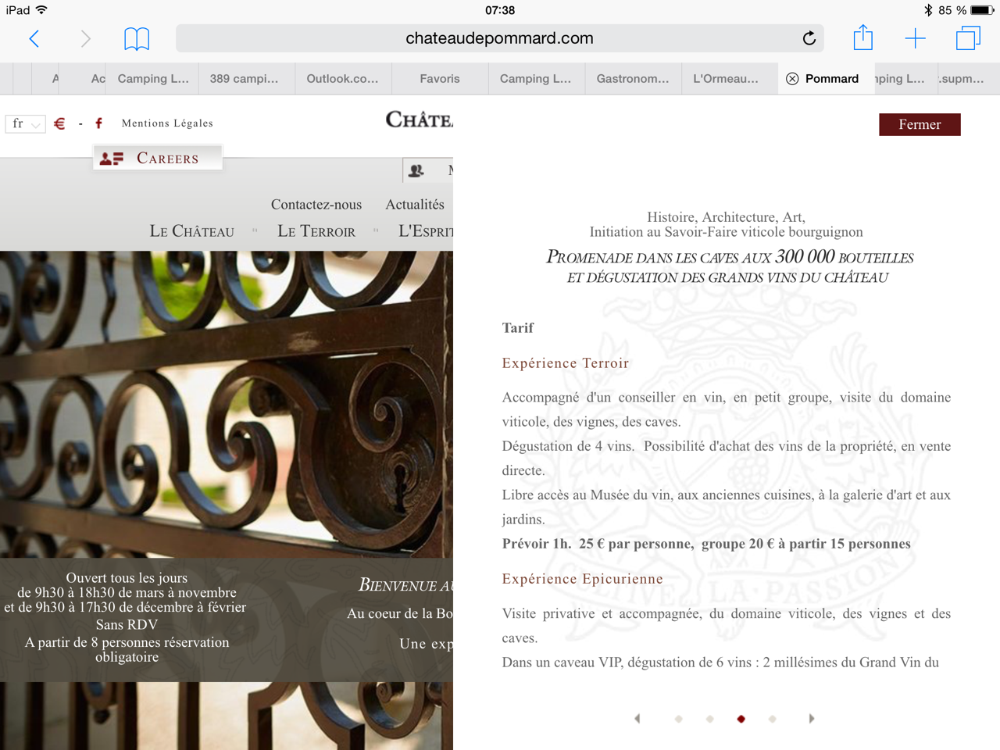 iPad
07:38
85 %
chateaudepommard.com
A
Ac
Camping L...
389 campi...
Outlook.co...
Favoris
Camping L...
Gastronom...
L'Ormeau...
Pommard
nping L...
.supm...
fr
€
-
f
Mentions Légales
CHÂTE
Fermer
CAREERS
M
Contactez-nous
Actualités
LE CHÂTEAU
"
LE TERROIR
"
L'ESPRIT
Histoire, Architecture, Art,
Initiation au Savoir-Faire viticole bourguignon
PROMENADE DANS LES CAVES AUX 300 000 BOUTEILLES
ET DÉGUSTATION DES GRANDS VINS DU CHÂTEAU
Tarif
Expérience Terroir
Accompagné d'un conseiller en vin, en petit groupe, visite du domaine
viticole, des vignes, des caves.
Dégustation de 4 vins.  Possibilité d'achat des vins de la propriété, en vente
directe.
Libre accès au Musée du vin, aux anciennes cuisines, à la galerie d'art et aux
jardins.
Prévoir 1h.  25 € par personne,  groupe 20 € à partir 15 personnes
Expérience Epicurienne
Visite privative et accompagnée, du domaine viticole, des vignes et des
caves.
Dans un caveau VIP, dégustation de 6 vins : 2 millésimes du Grand Vin du
Ouvert tous les jours
de 9h30 à 18h30 de mars à novembre
et de 9h30 à 17h30 de décembre à février
Sans RDV
A partir de 8 personnes réservation
obligatoire
BIENVENUE AU
Au coeur de la Bo
Une exp
LA PASSION